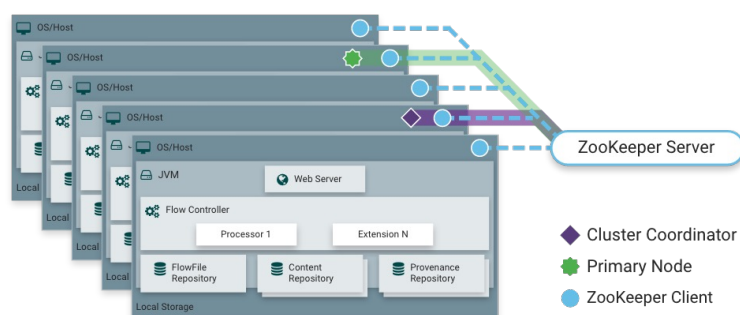 OS/Host
OS/Host
OS/Host
OS/Host
OS/Host
JVM
Web Server
Flow Controller
Processor 1
Extension N
FlowFile
Repository
Content
Repository
Provenance
Repository
Local Storage
Local
Local
Local
Local
ZooKeeper Server
Cluster Coordinator
Primary Node
ZooKeeper Client